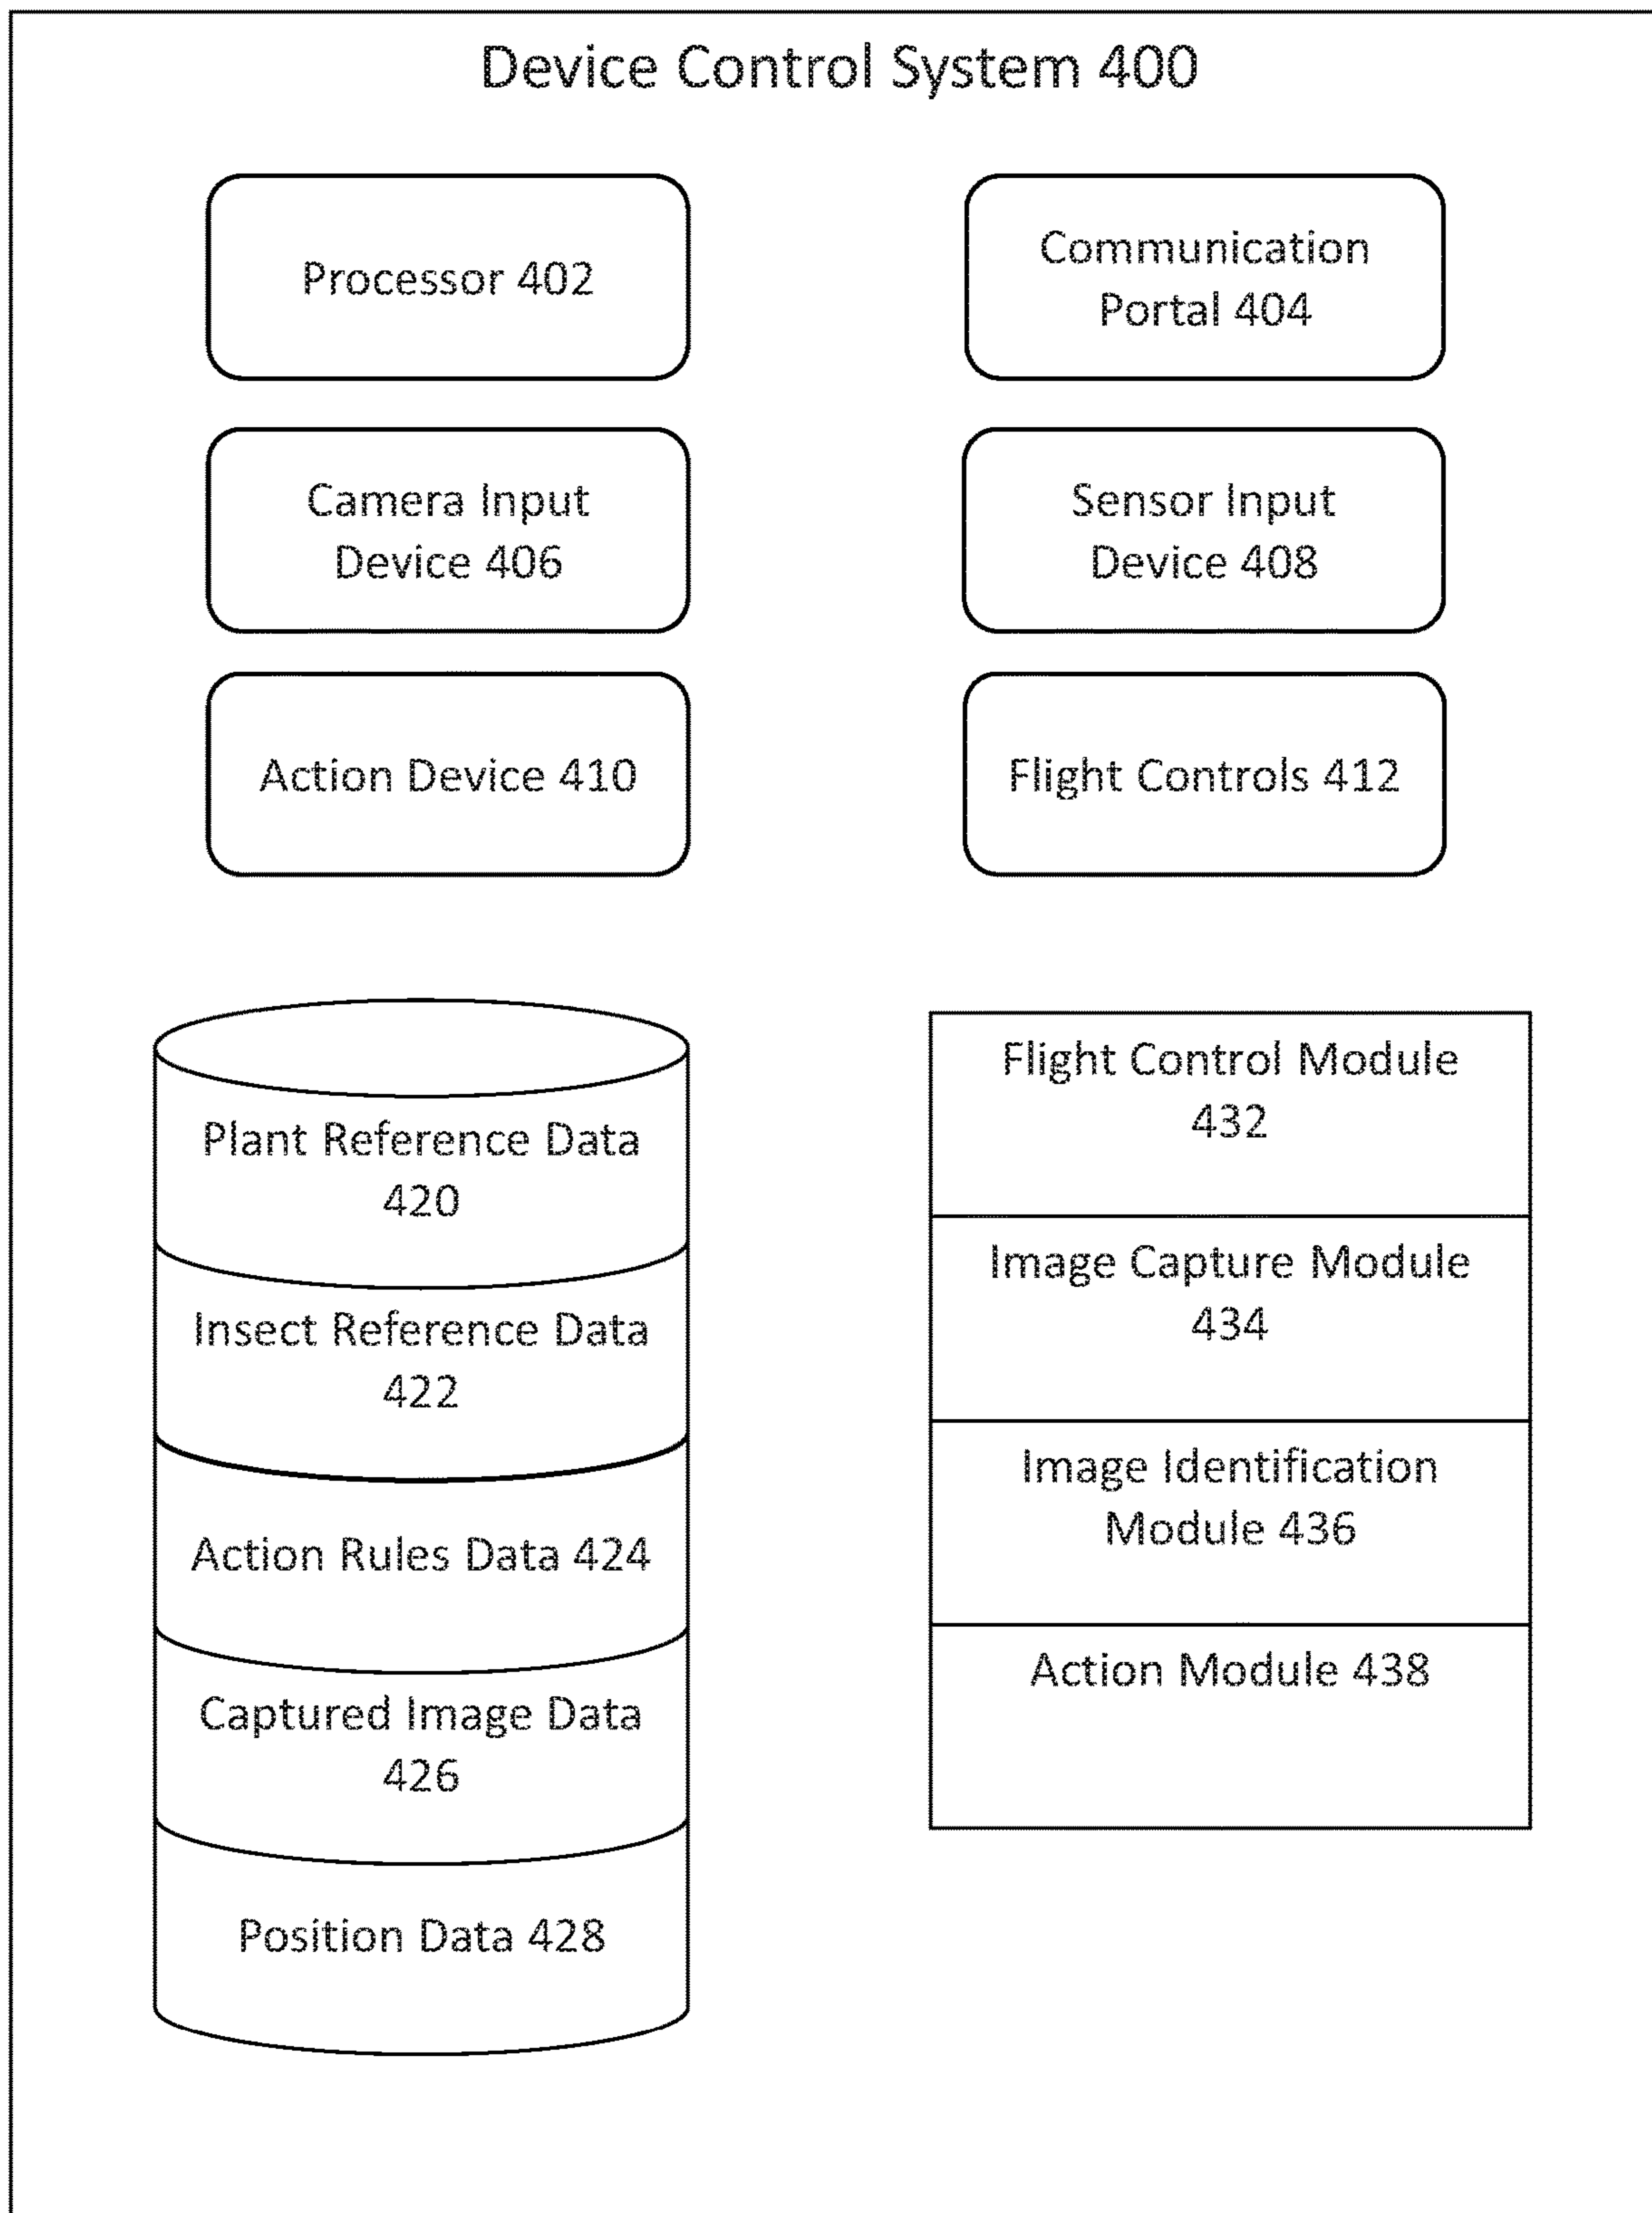 Device Control System 400
Processor 402
Communication
Portal 404
Camera Input
Device 406
Sensor Input
Device 408
Action Device 410
Flight Controls 412
Plant Reference Data
420
Insect Reference Data
422
Action Rules Data 424
Captured Image Data
426
Position Data 428
Flight Control Module
432
Image Capture Module
434
Image Identification
Module 436
Action Module 438